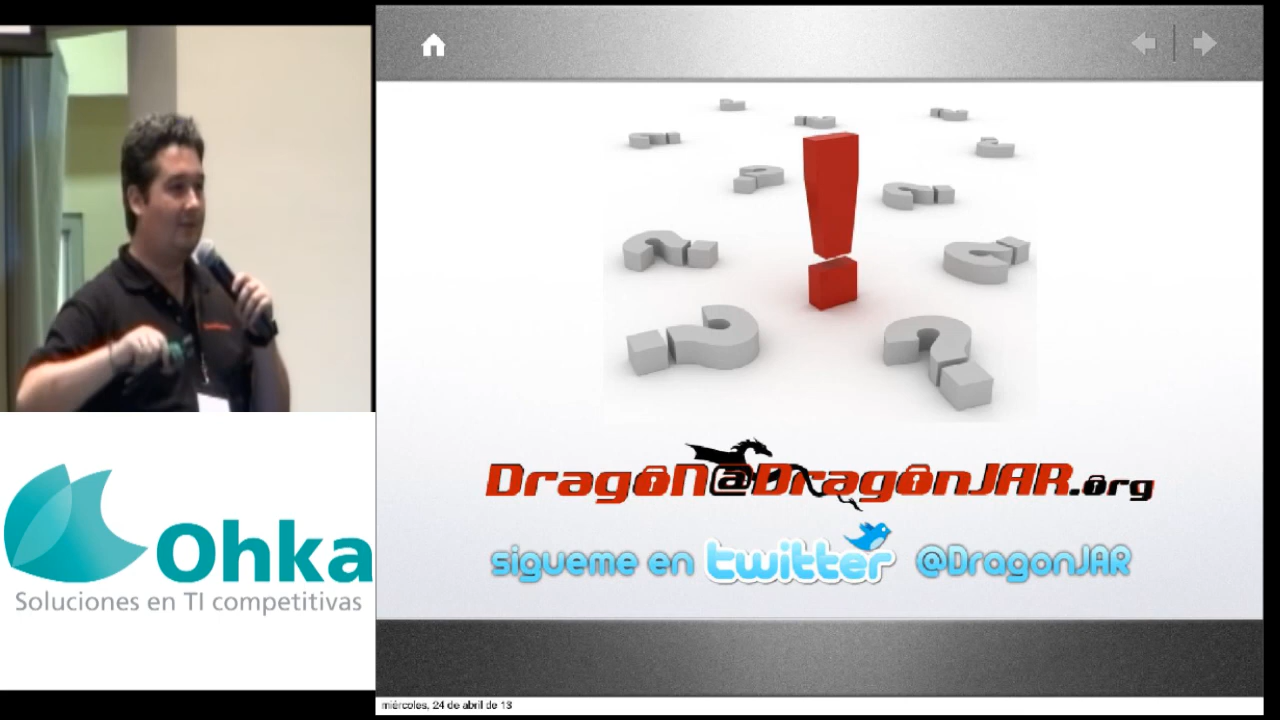 Ohka
Soluciones en TI competitivas
Dragon@DragonJAR.org
sigueme en twitter @DragonJAR
miércoles, 24 de abril de 13